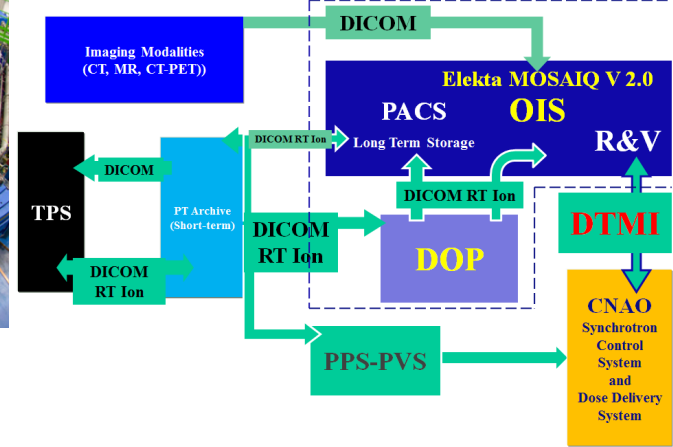 DICOM
Imaging Modalities
(CT, MR, CT-PET))
Elekta MOSAIQ V 2.0
PACS
OIS
Long Term Storage
R&V
DICOM RT Ion
DICOM
TPS
PT Archive
(Short-term)
DICOM RT Ion
DICOM
RT Ion
DTMI
DICOM
RT Ion
DOP
CNAO
Synchrotron
Control
System
and
Dose Delivery
System
PPS-PVS